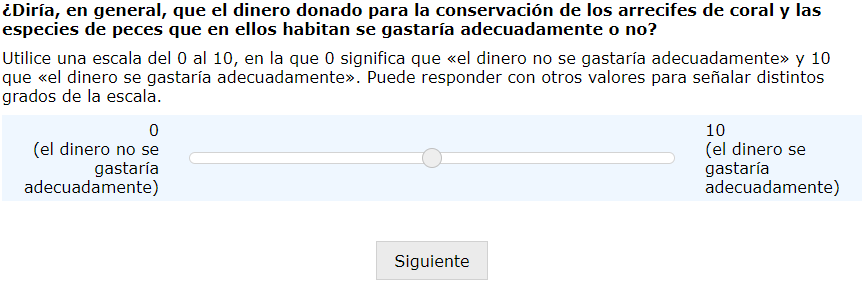 ¿Diría, en general, que el dinero donado para la conservación de los arrecifes de coral y las
especies de peces que en ellos habitan se gastaría adecuadamente o no?
Utilice una escala del 0 al 10, en la que 0 significa que «el dinero no se gastaría adecuadamente» y 10
que «el dinero se gastaría adecuadamente». Puede responder con otros valores para señalar distintos
grados de la escala.
0
(el dinero no se
gastaría
adecuadamente)
10
(el dinero se
gastaría
adecuadamente)
Siguiente